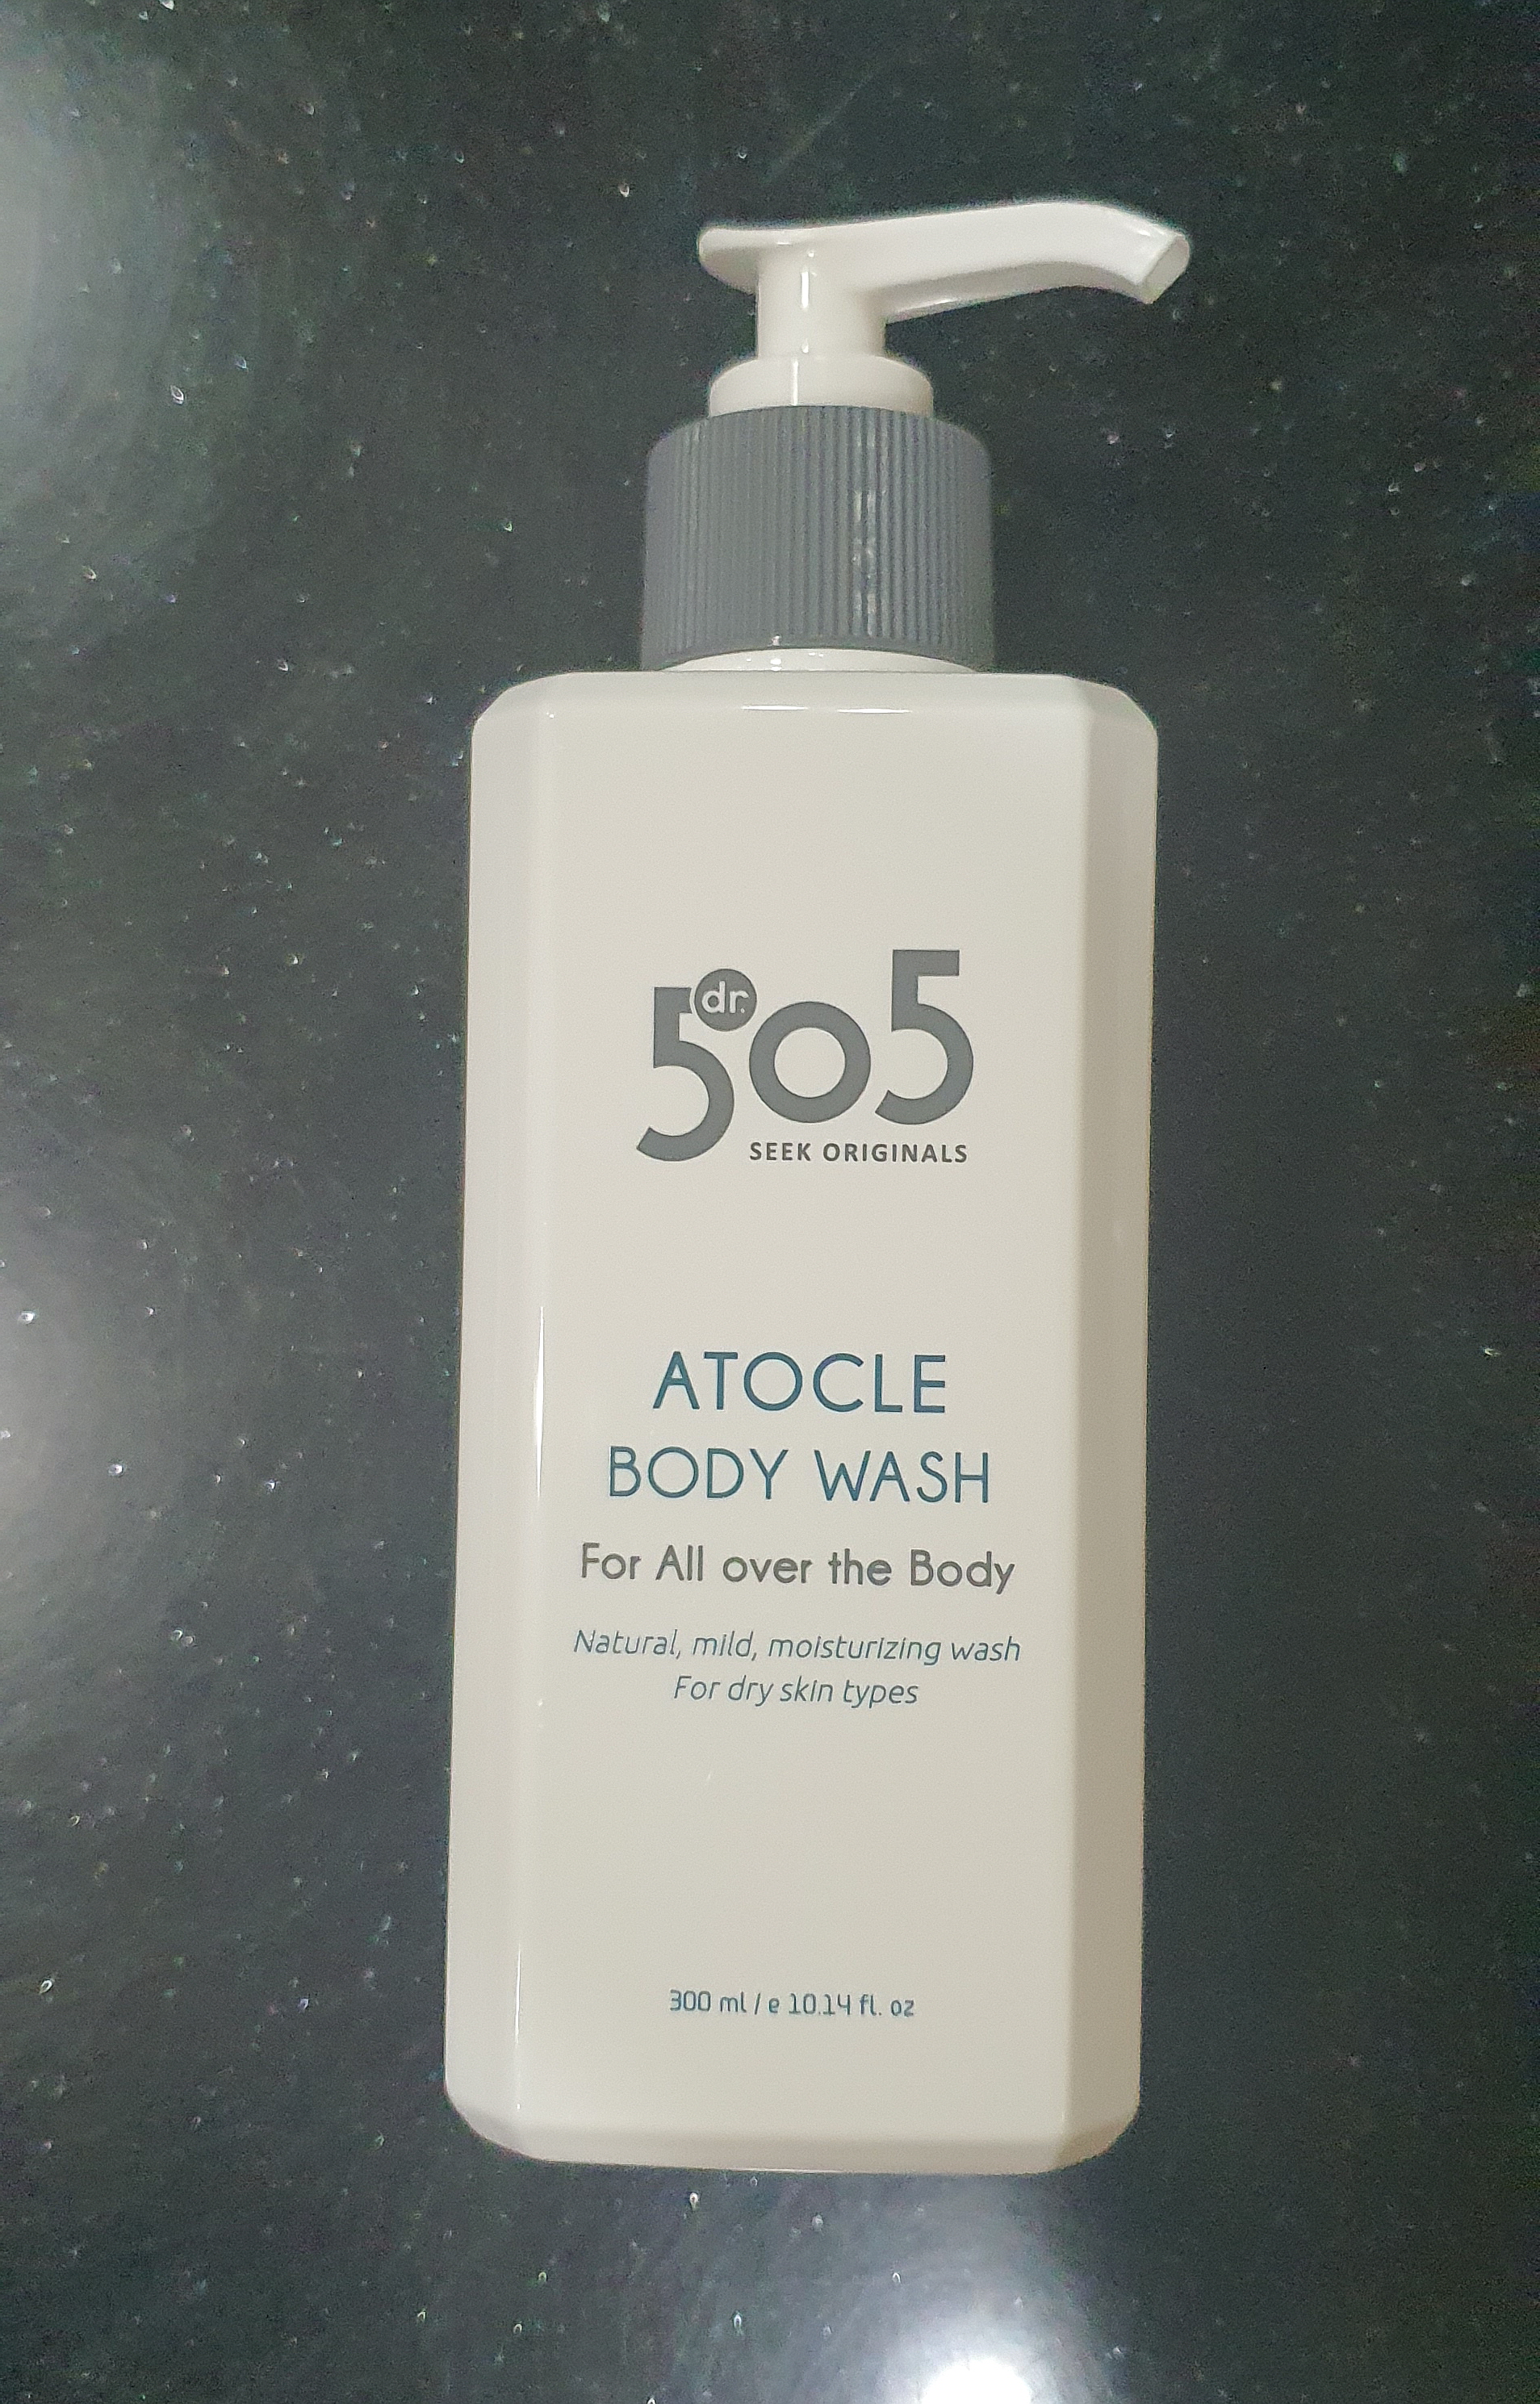 dr.
505
SEEK ORIGINALS
ATOCLE
BODY WASH
For All over the Body
Natural, mild, moisturizing wash
For dry skin types
300 ml / e 10.14 fl. oz